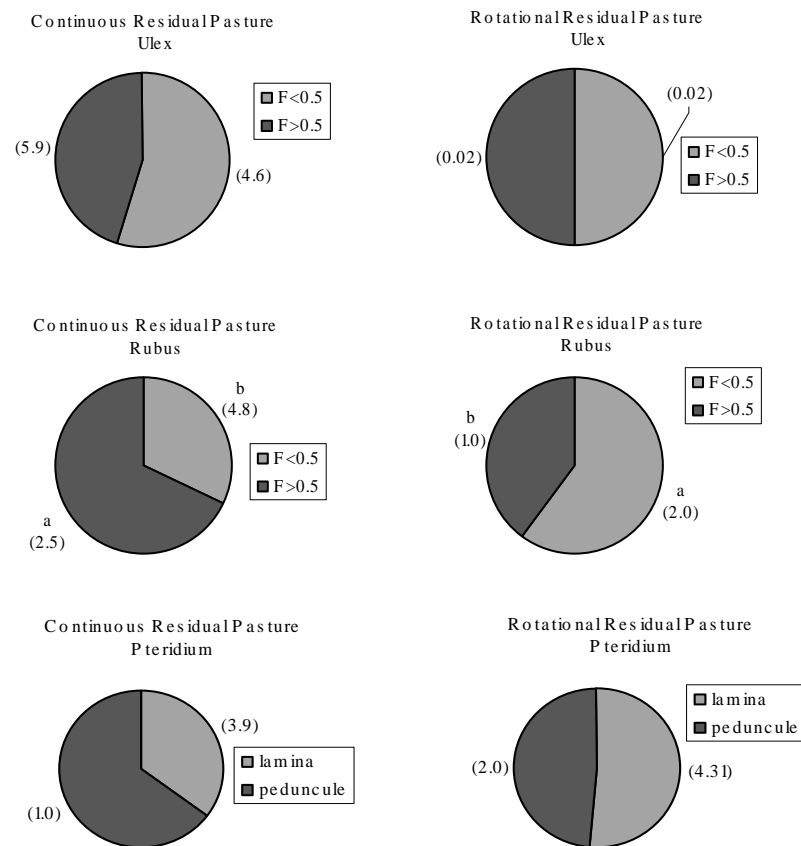 Continuous Residual Pasture
Ulex
F<0.5
F>0.5
(5.9)
(4.6)
Rotational Residual Pasture
Ulex
(0.02)
(0.02)
F<0.5
F>0.5
Continuous Residual Pasture
Rubus
b
(4.8)
F<0.5
F>0.5
a
(2.5)
Rotational Residual Pasture
Rubus
F<0.5
F>0.5
b
(1.0)
a
(2.0)
Continuous Residual Pasture
Pteridium
(3.9)
lamina
peduncule
(1.0)
Rotational Residual Pasture
Pteridium
lamina
peduncule
(2.0)
(4.31)